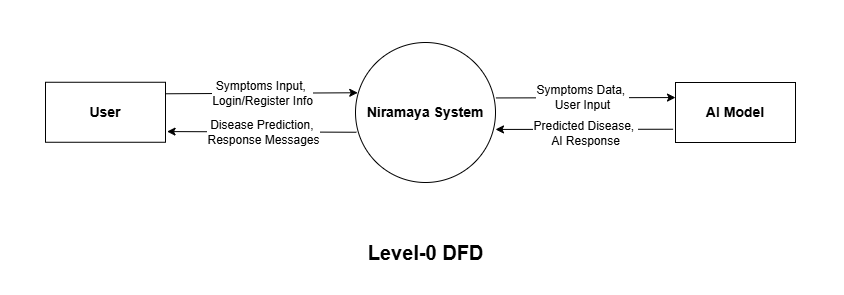 Symptoms Input,
Login/Register Info
User
Disease Prediction,
Response Messages
Niramaya System
Symptoms Data,
User Input
Predicted Disease,
AI Response
AI Model
Level-0 DFD